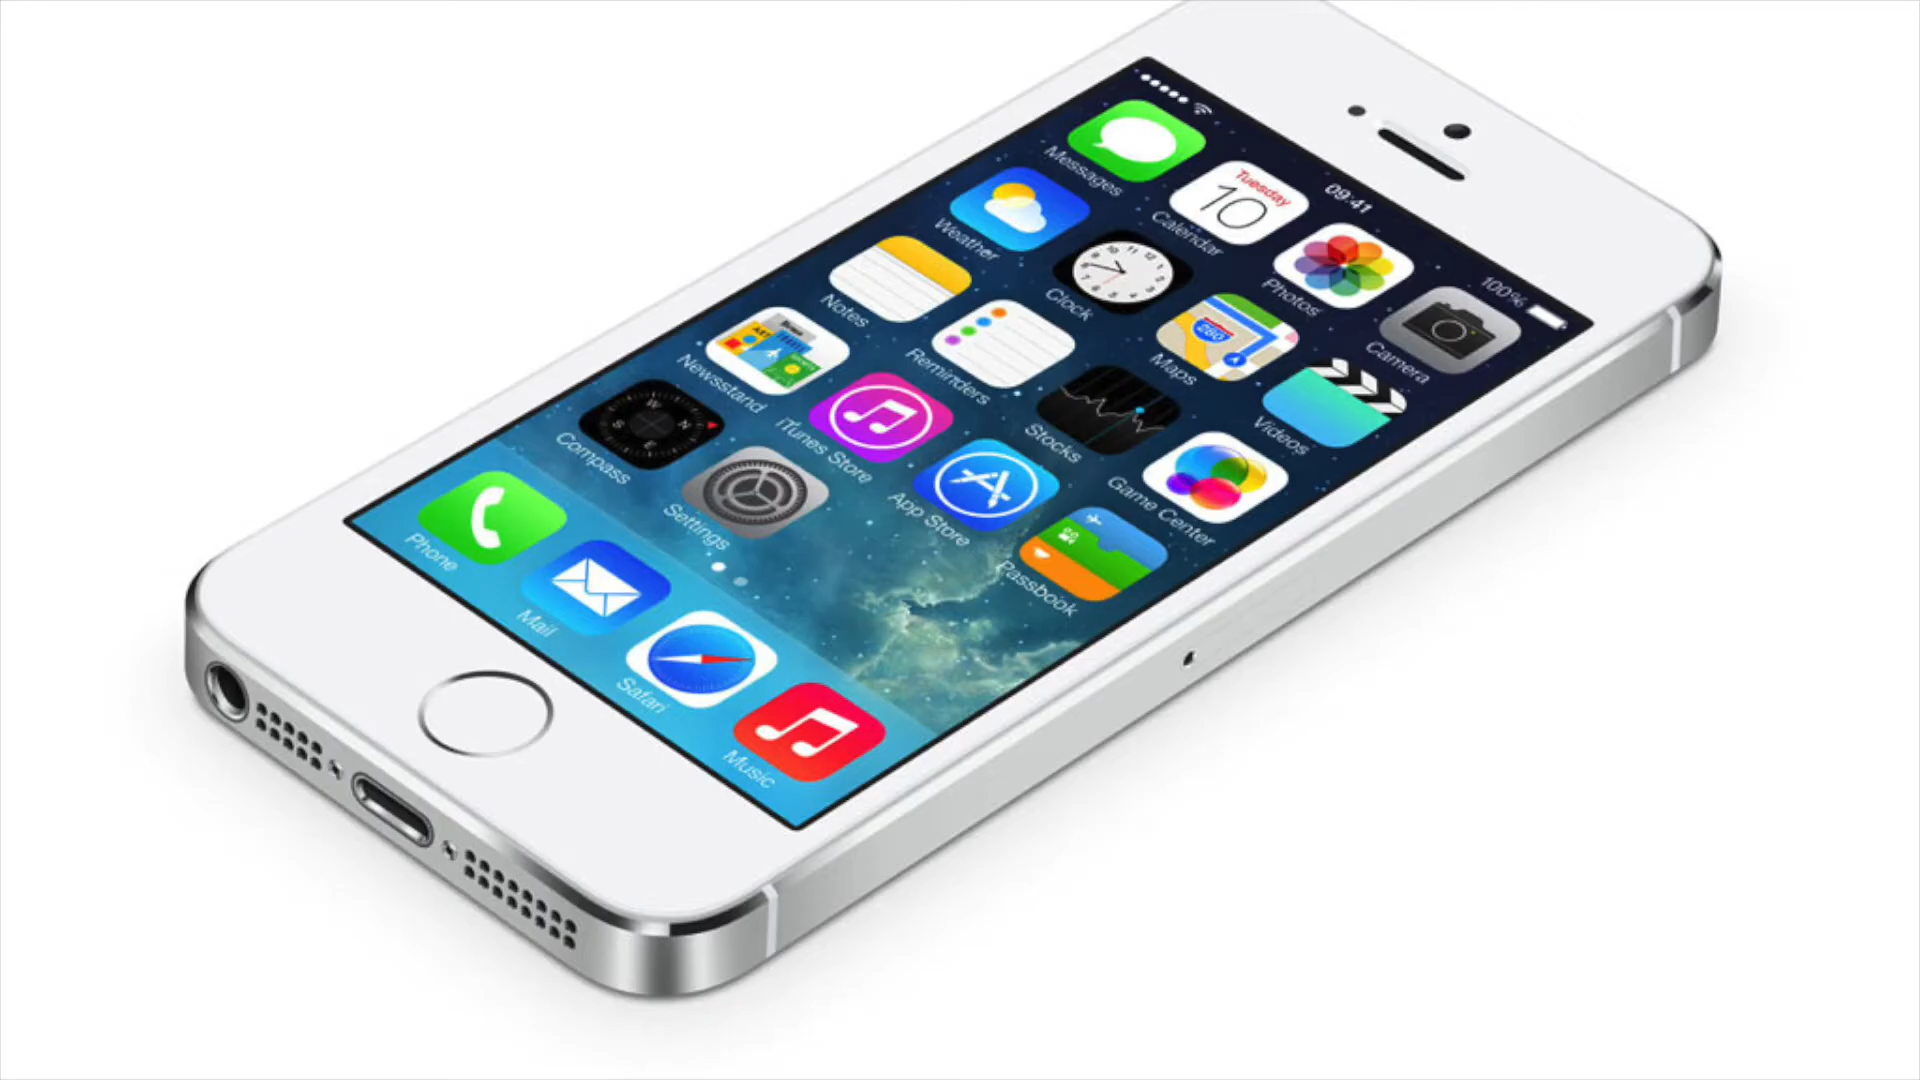 09:41
100%
Messages
Tuesday
10
Calendar
Photos
Camera
Weather
Clock
280
Maps
Videos
Notes
Reminders
Stocks
Game Center
Newsstand
iTunes Store
App Store
Passbook
Compass
Settings
Phone
Mail
Safari
Music